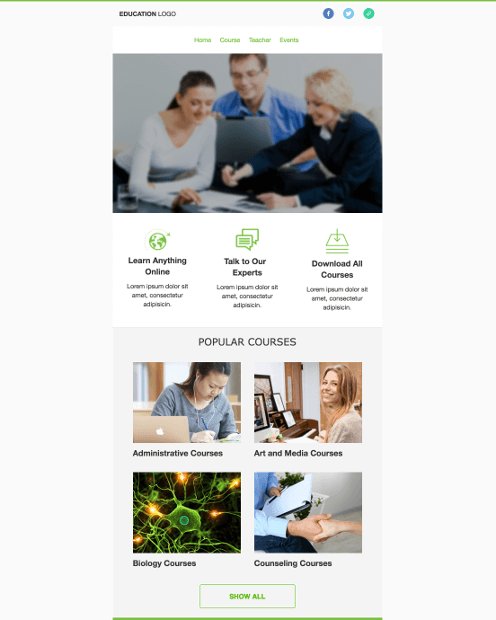 EDUCATION LOGO
Home Course Teacher Events
Learn Anything
Online
Lorem ipsum dolor sit
amet, consectetur
adipisicin.
Talk to Our
Experts
Lorem ipsum dolor sit
amet, consectetur
adipisicin.
Download All
Courses
Lorem ipsum dolor sit
amet, consectetur
adipisicin.
POPULAR COURSES
Administrative Courses
Art and Media Courses
Biology Courses
Counseling Courses
SHOW ALL